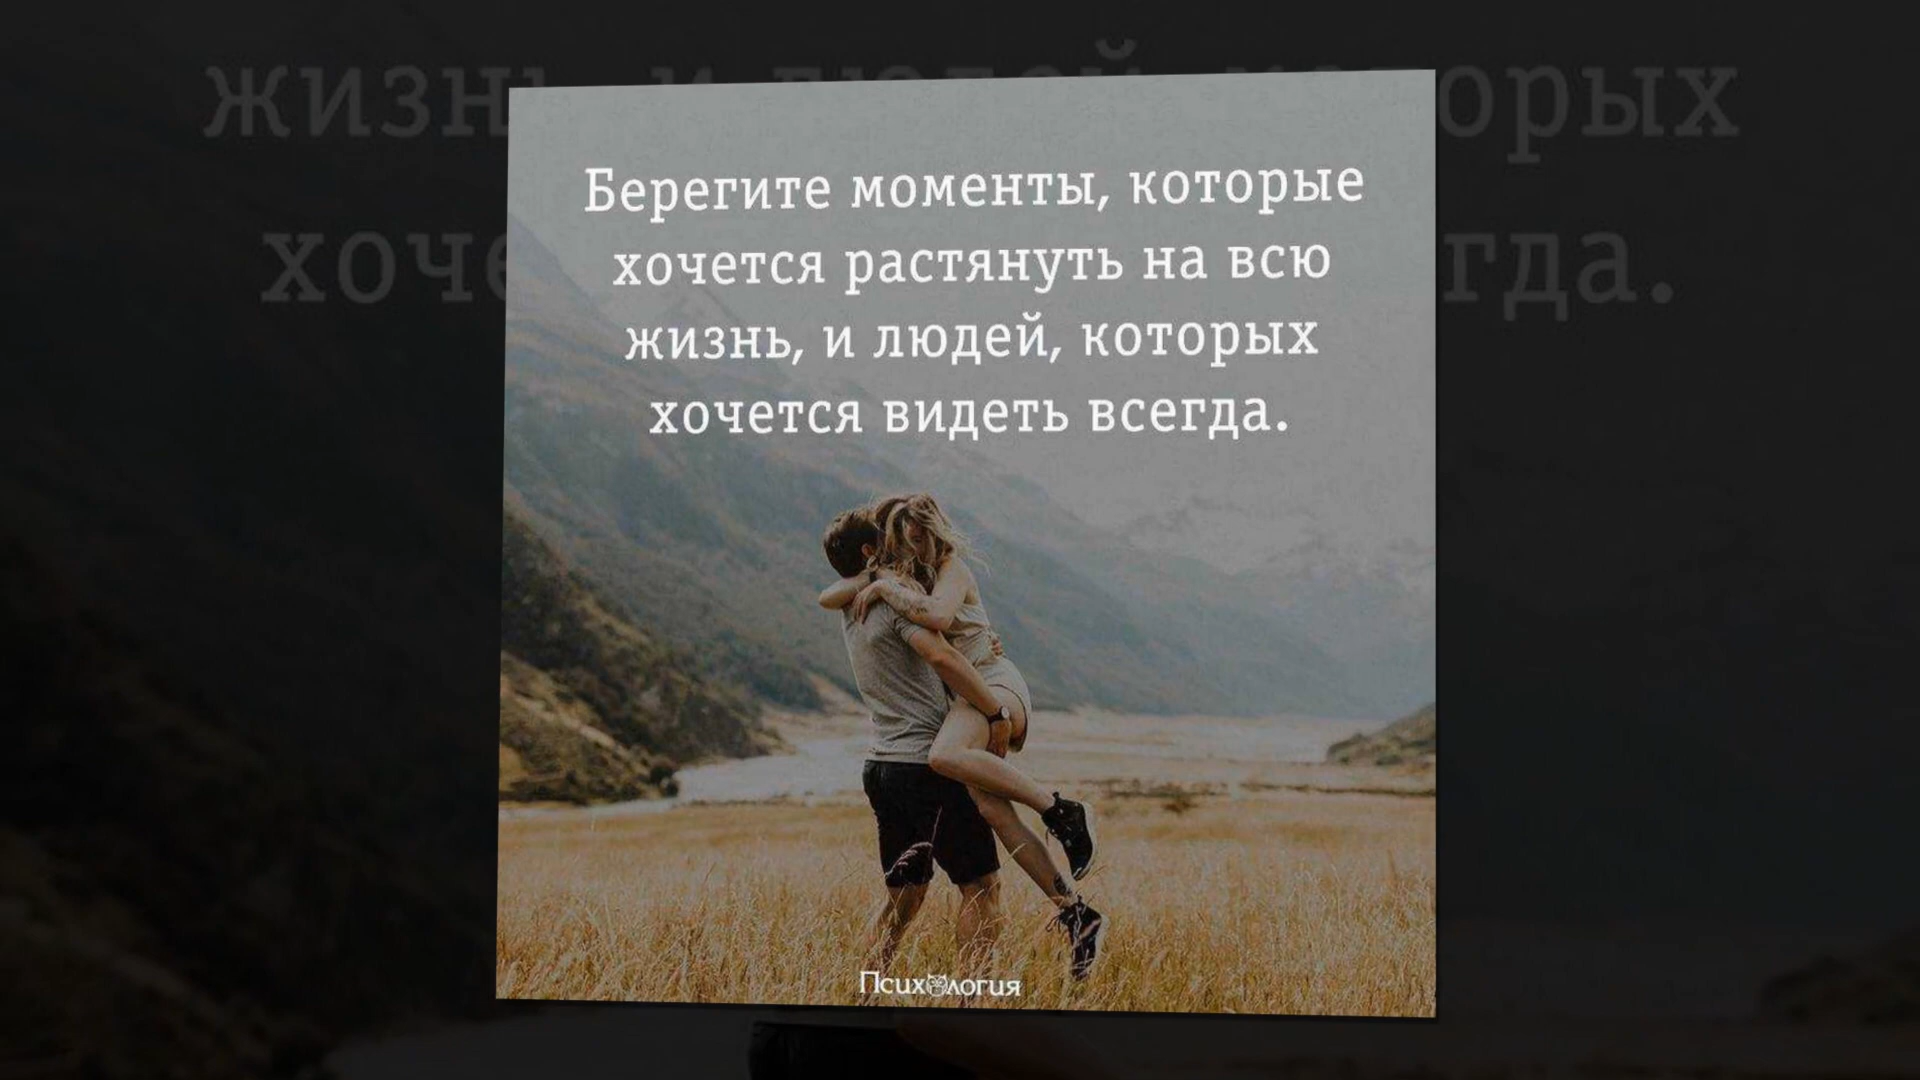 Берегите моменты, которые
хочется растянуть на всю
жизнь, и людей, которых
хочется видеть всегда.
Психология